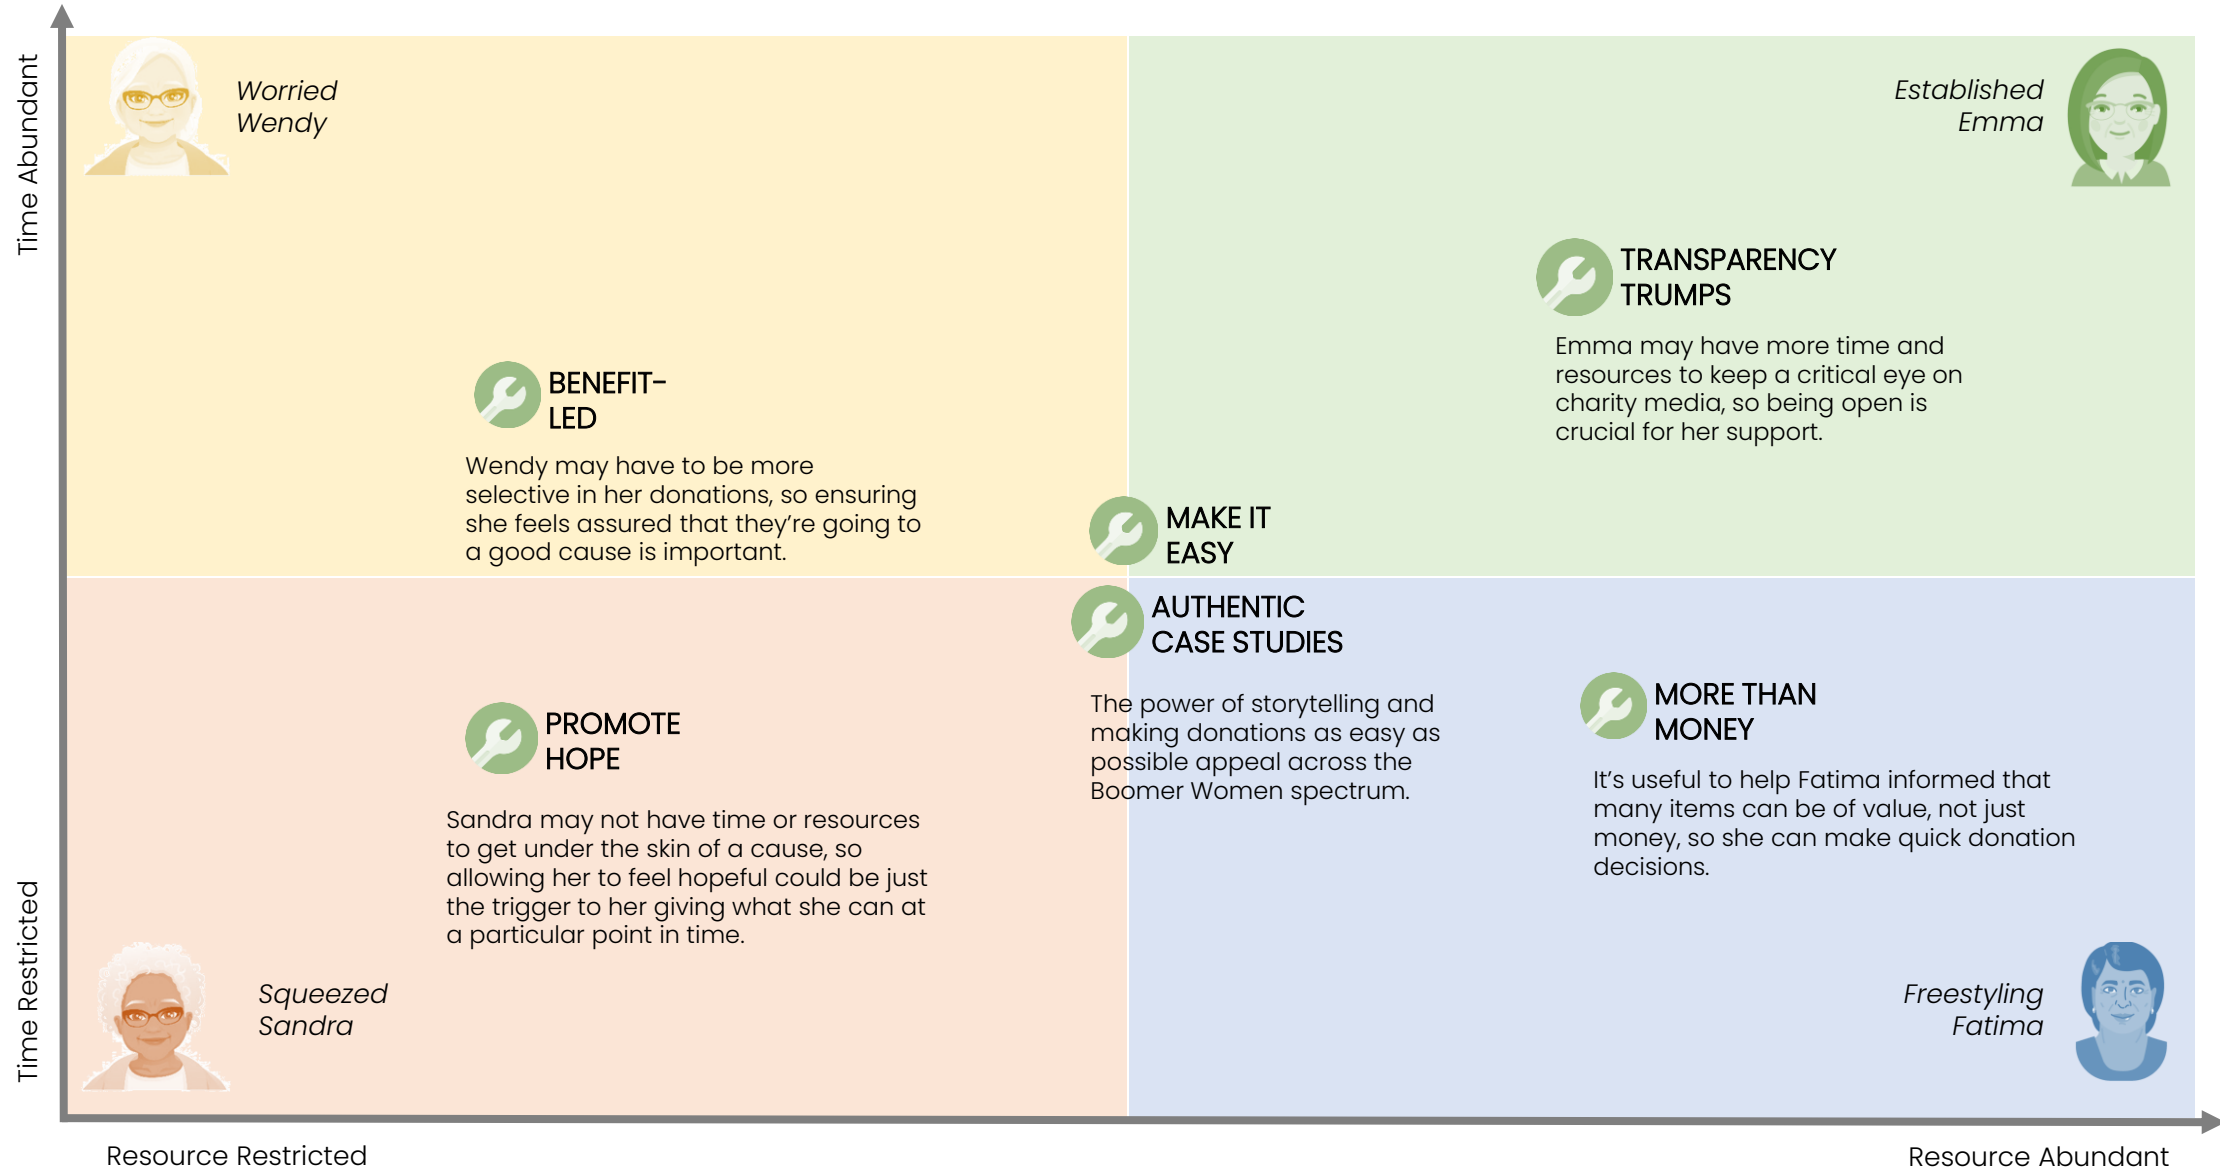 Time Abundant
Worried
Wendy
Established
Emma
TRANSPARENCY
TRUMPS
Emma may have more time and
resources to keep a critical eye on
charity media, so being open is
crucial for her support.
BENEFIT-
LED
Wendy may have to be more
selective in her donations, so ensuring
she feels assured that they’re going to
a good cause is important.
MAKE IT
EASY
AUTHENTIC
CASE STUDIES
The power of storytelling and
making donations as easy as
possible appeal across the
Boomer Women spectrum.
PROMOTE
HOPE
Sandra may not have time or resources
to get under the skin of a cause, so
allowing her to feel hopeful could be just
the trigger to her giving what she can at
a particular point in time.
MORE THAN
MONEY
It’s useful to help Fatima informed that
many items can be of value, not just
money, so she can make quick donation
decisions.
Time Restricted
Squeezed
Sandra
Freestyling
Fatima
Resource Restricted
Resource Abundant